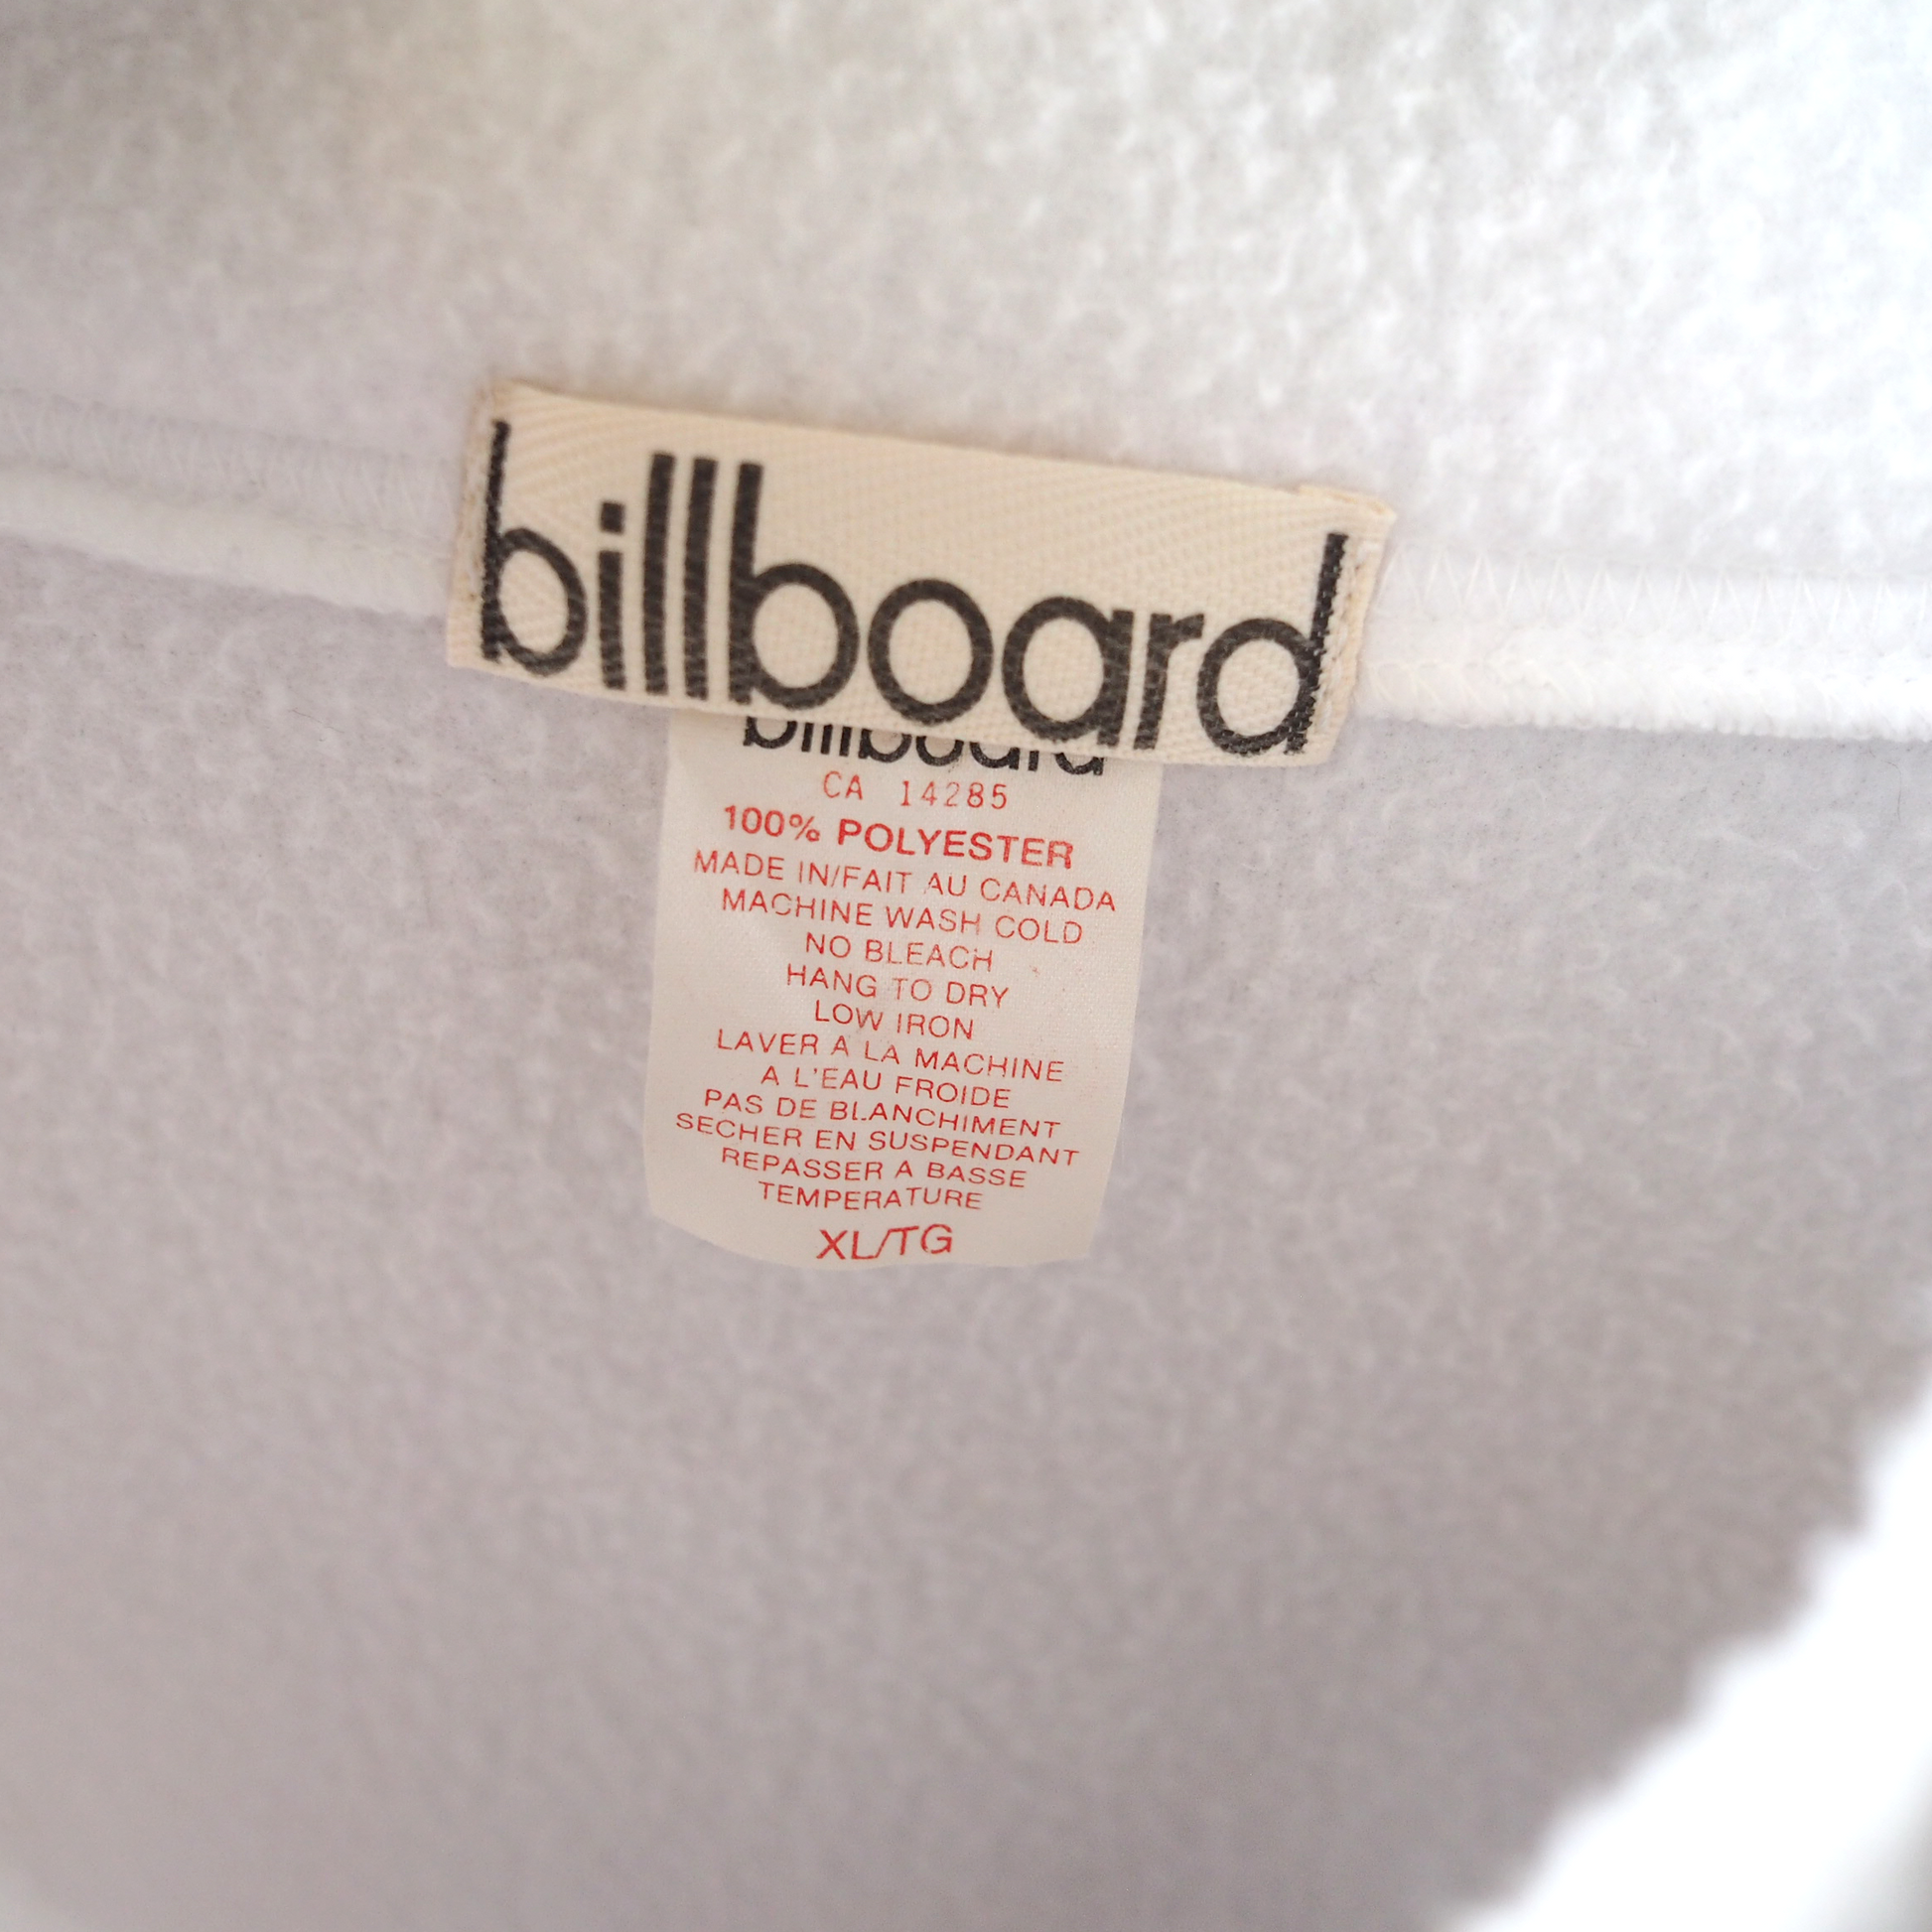 billboard
billboard
CA 14285
100% POLYESTER
MADE IN/FAIT AU CANADA
MACHINE WASH COLD
NO BLEACH
HANG TO DRY
LOW IRON
LAVER A LA MACHINE
A L'EAU FROIDE
PAS DE BLANCHIMENT
SECHER EN SUSPENDANT
REPASSER A BASSE
TEMPERATURE
XL/TG